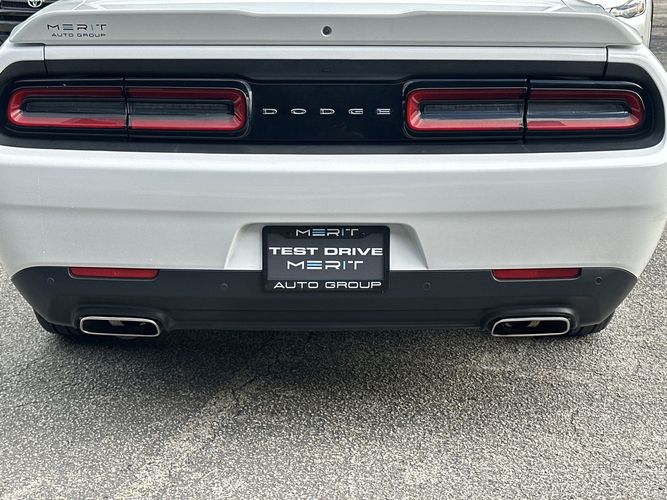 MERIT
AUTO GROUP
DODGE
MERIT
TEST DRIVE
MERIT
AUTO GROUP